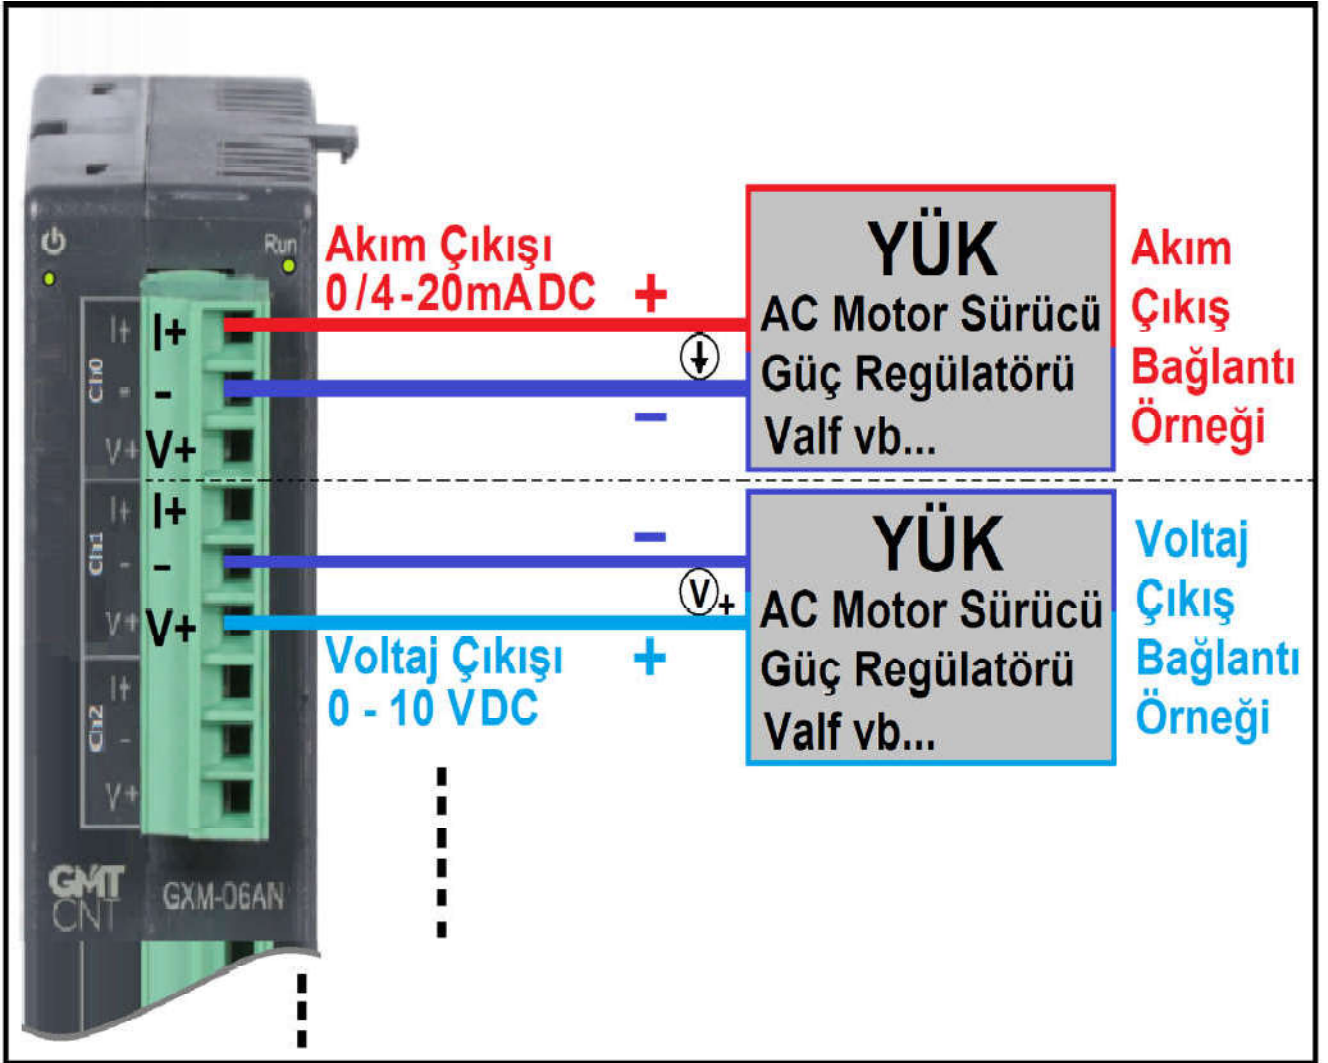 Run
Akım Çıkışı
0/4-20mADC +
I+ I+
Ch0
- -
V+ V+
-
YÜK
AC Motor Sürücü
Güç Regülatörü
Valf vb...
Akım
Çıkış
Bağlantı
Örneği
I+ I+
Ch1
- -
V+ V+
-
V+
Voltaj Çıkışı +
0 - 10 VDC
YÜK
AC Motor Sürücü
Güç Regülatörü
Valf vb...
Voltaj
Çıkış
Bağlantı
Örneği
I+
Ch2
-
V+
GMT
CNT
GXM-06AN